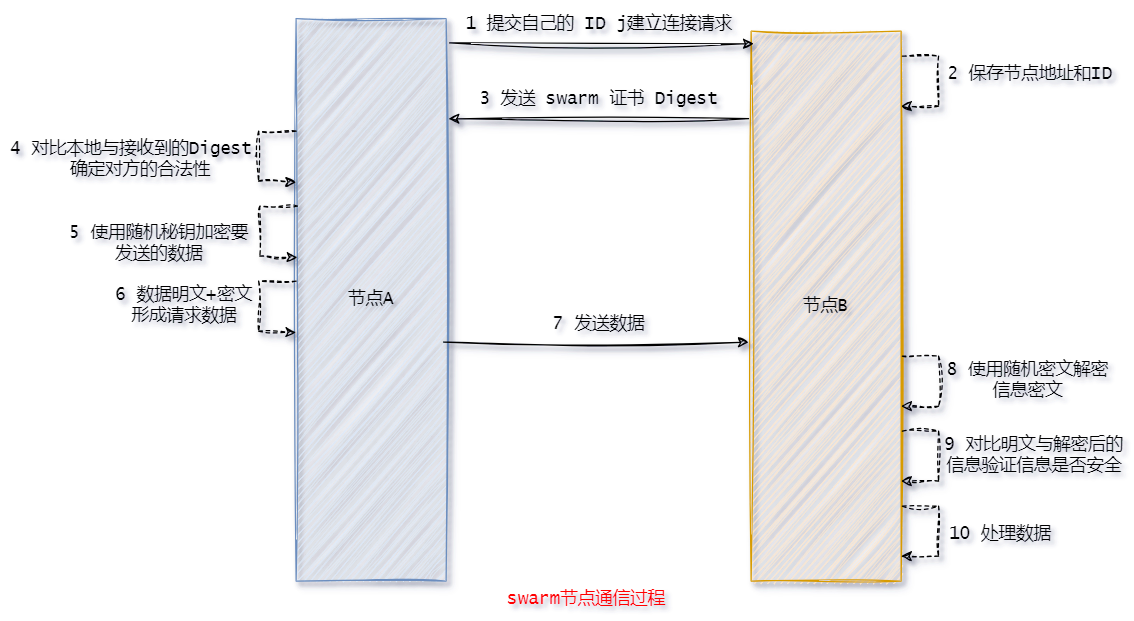 1 提交自己的 ID j建立连接请求
2 保存节点地址和ID
3 发送 swarm 证书 Digest
4 对比本地与接收到的Digest
确定对方的合法性
5 使用随机秘钥加密要
发送的数据
6 数据明文+密文
形成请求数据
节点A
节点B
7 发送数据
8 使用随机密文解密
信息密文
9 对比明文与解密后的
信息验证信息是否安全
10 处理数据
swarm节点通信过程